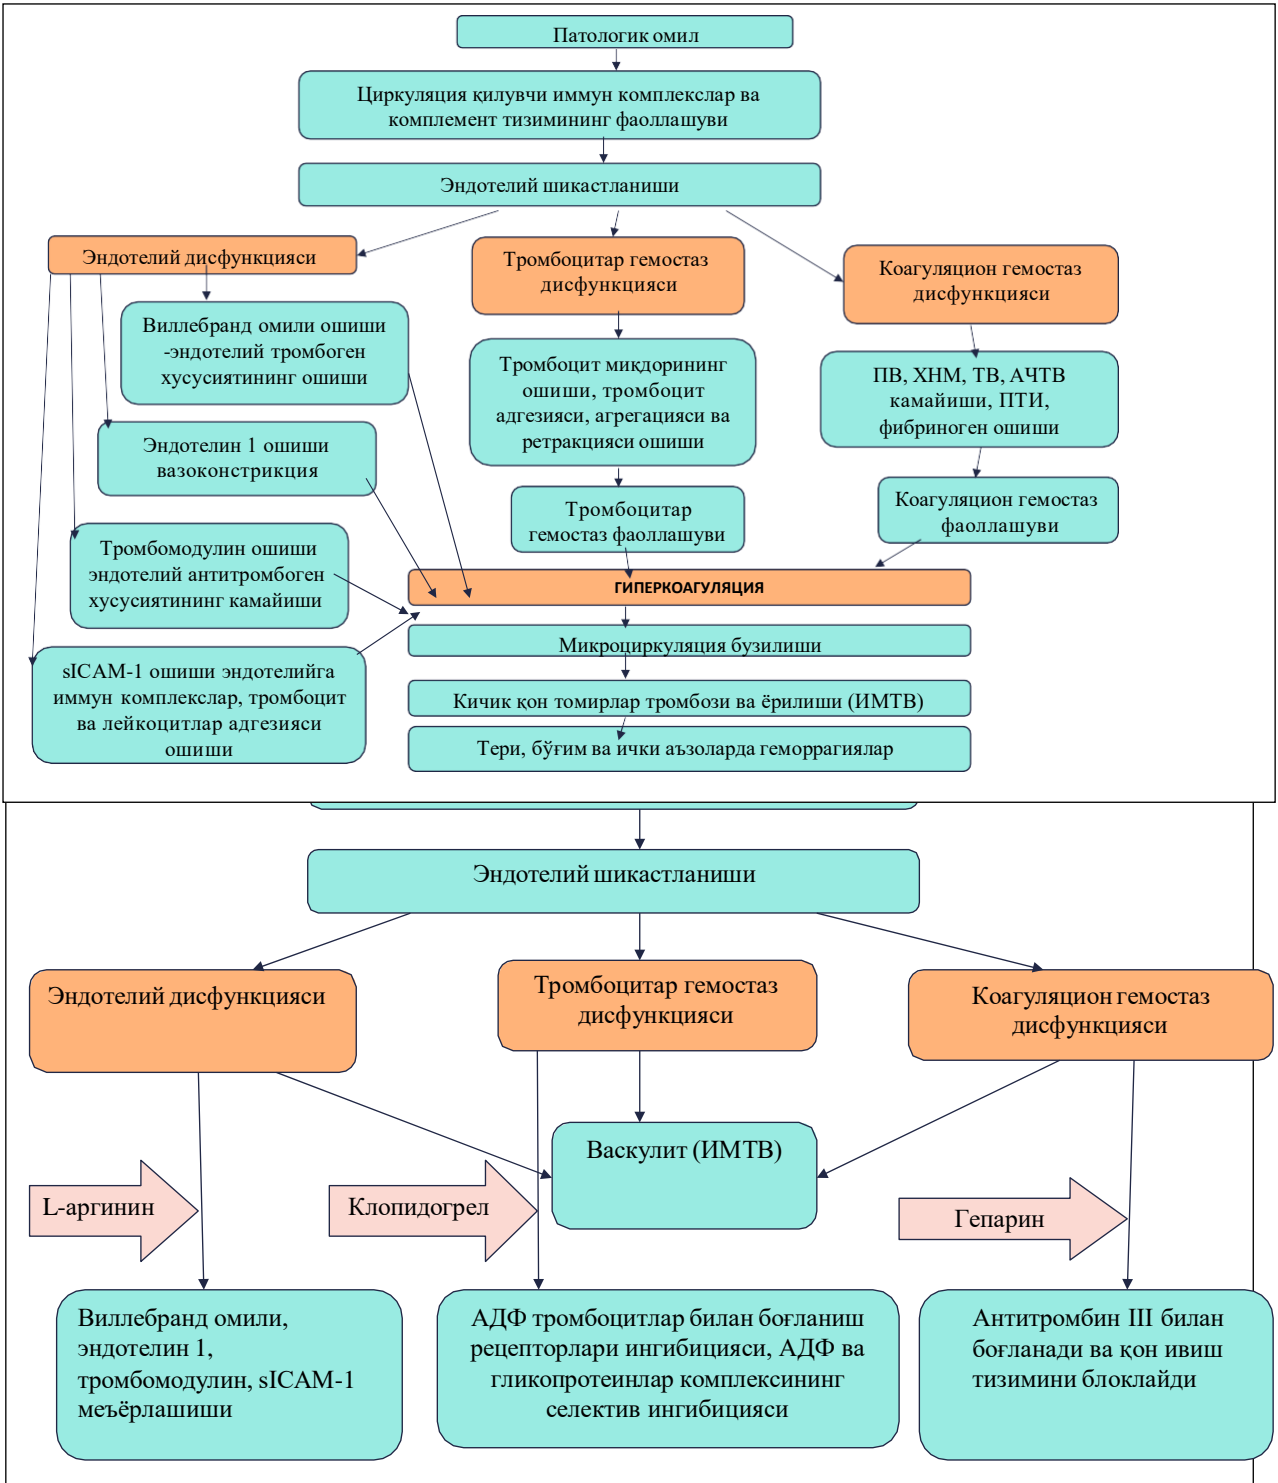 Патологик омил
Циркуляция қилувчи иммун комплекслар ва
комплемент тизимининг фаоллашуви
Эндотелий шикастланиши
Эндотелий дисфункцияси
Тромбоцитар гемостаз
дисфункцияси
Коагуляцион гемостаз
дисфункцияси
Виллебранд омили ошиши
-эндотелий тромбоген
хусусиятининг ошиши
Тромбоцит миқдорининг
ошиши, тромбоцит
адгезияси, агрегацияси ва
ретракцияси ошиши
ПВ, ХНМ, ТВ, АЧТВ
камайиши, ПТИ,
фибриноген ошиши
Эндотелин 1 ошиши
вазоконстрикция
Тромбоцитар
гемостаз фаоллашуви
Коагуляцион гемостаз
фаоллашуви
Тромбомодулин ошиши
эндотелий антитромбоген
хусусиятининг камайиши
ГИПЕРКОАГУЛЯЦИЯ
Микроциркуляция бузилиши
sICAM-1 ошиши эндотелийга
иммун комплекслар, тромбоцит
ва лейкоцитлар адгезияси
ошиши
Кичик қон томирлар тромбози ва ёрилиши (ИМТВ)
Тери, бўғим ва ички аъзоларда геморрагиялар
Эндотелий шикастланиши
Эндотелий дисфункцияси
Тромбоцитар гемостаз
дисфункцияси
Коагуляцион гемостаз
дисфункцияси
Васкулит (ИМТВ)
L-аргинин
Клопидогрел
Гепарин
Виллебранд омили,
эндотелин 1,
тромбомодулин, sICAM-1
меъёрлашиши
АДФ тромбоцитлар билан боғланиш
рецепторлари ингибицияси, АДФ ва
гликопротеинлар комплексининг
селектив ингибицияси
Антитромбин III билан
боғланади ва қон ивиш
тизимини блоклайди